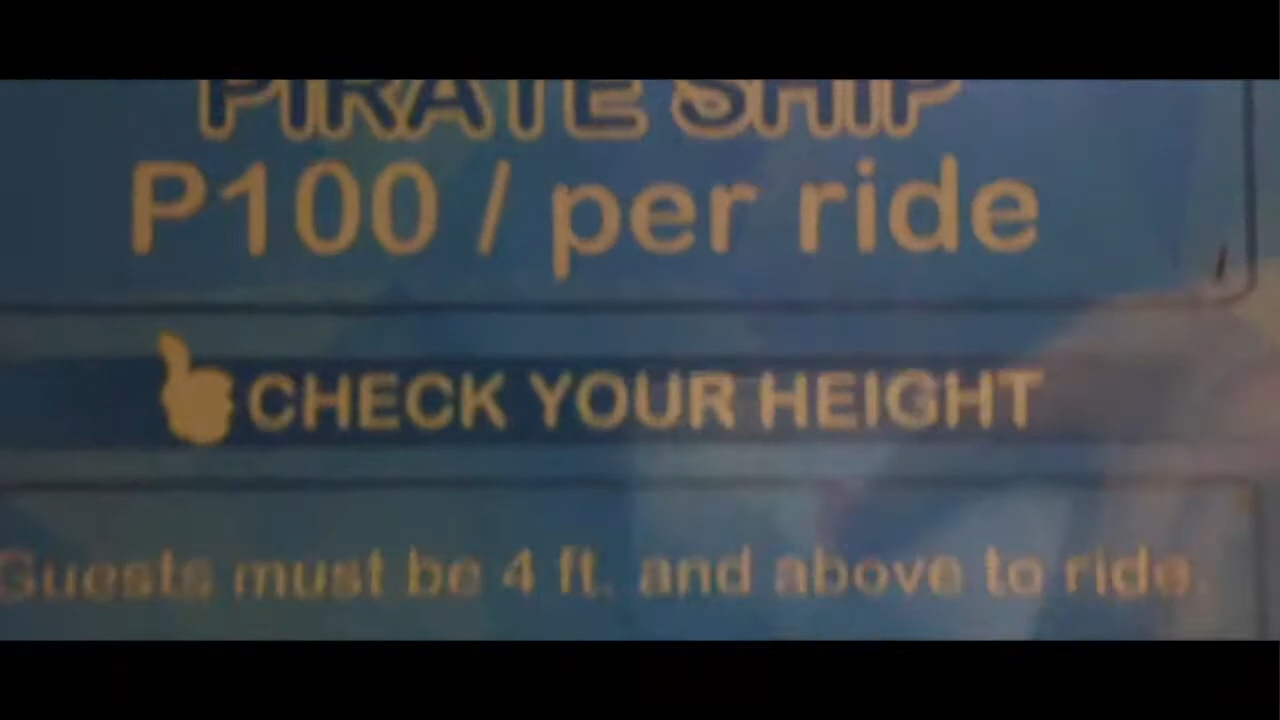 PIRATE SHIP
P100 / per ride
CHECK YOUR HEIGHT
Guests must be 4 ft. and above to ride.